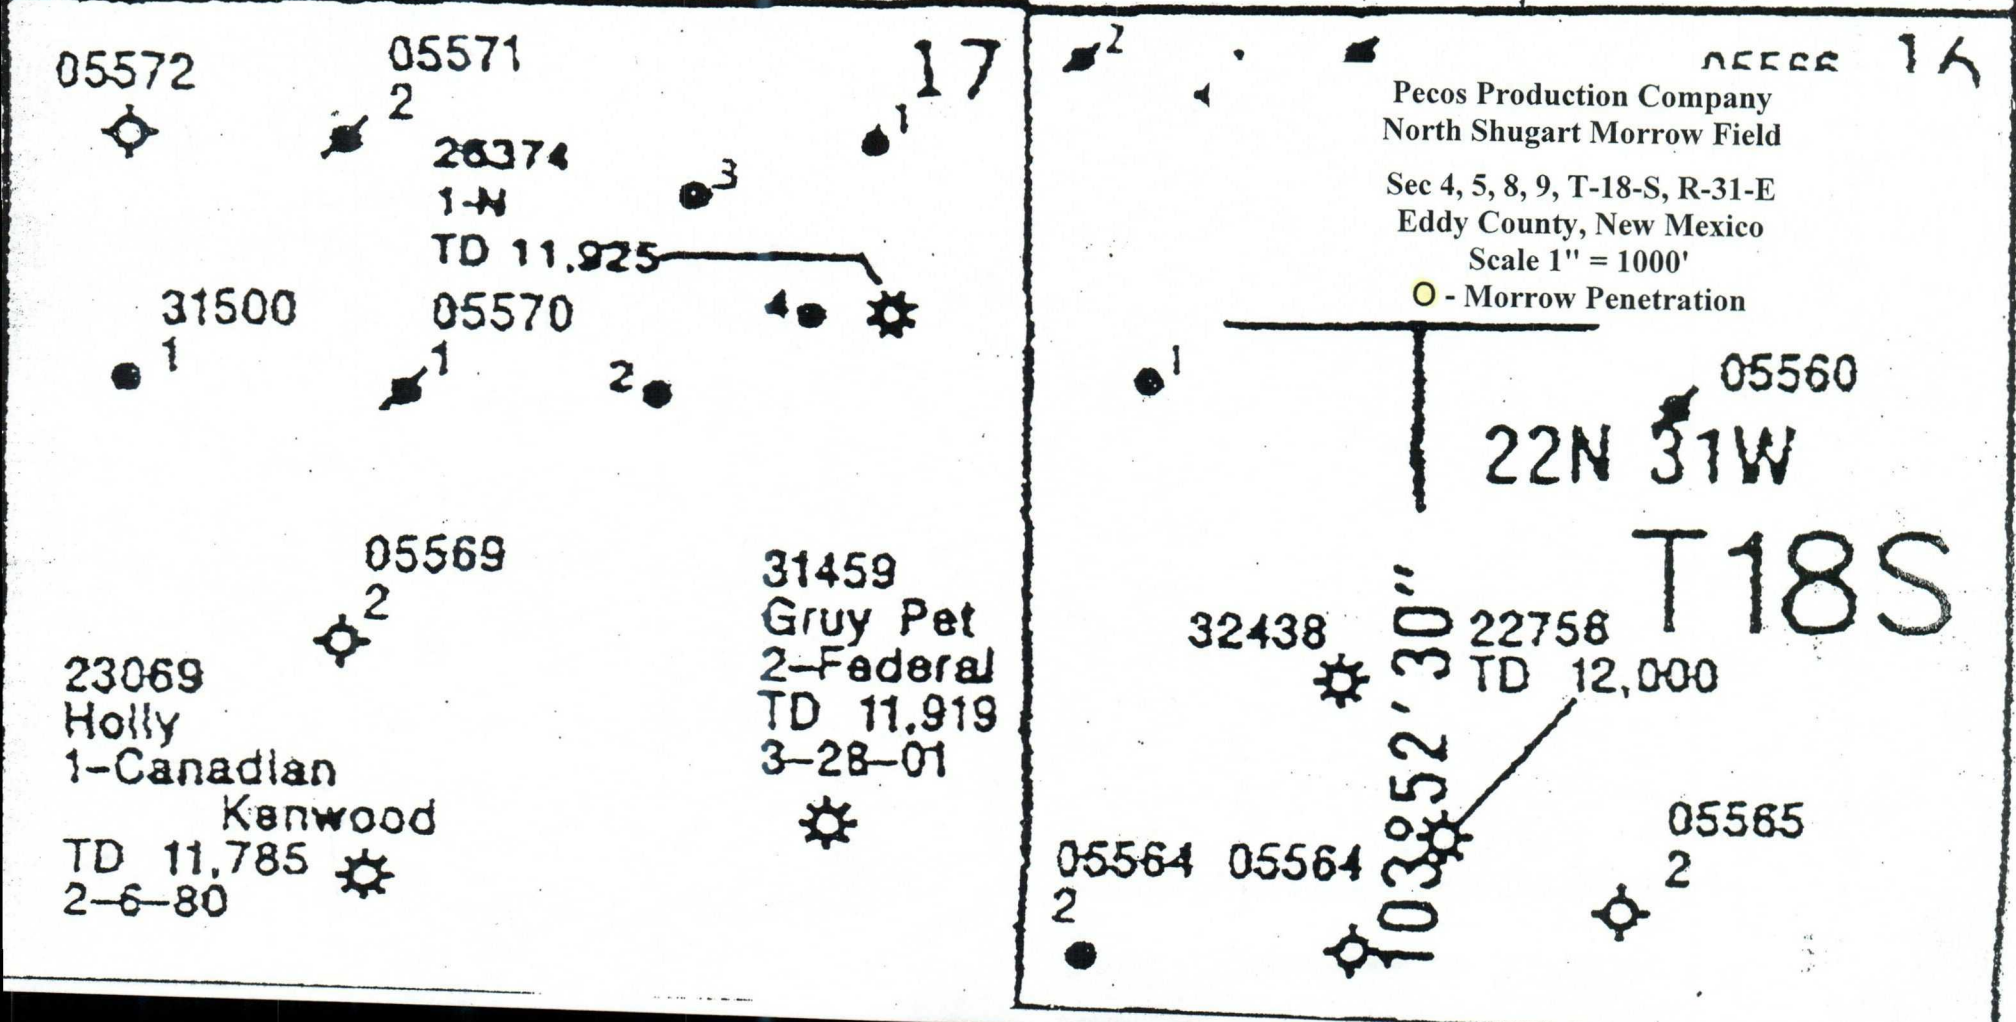 05572
05571
2
17
26374
1-N
TD 11,925
3
1
31500
1
05570
1
4
2
05569
2
23069
Holly
1-Canadian
Kenwood
TD 11,785
2-6-80
31459
Gruy Pet
2-Federal
TD 11,919
3-28-01
2
Pecos Production Company
North Shugart Morrow Field
Sec 4, 5, 8, 9, T-18-S, R-31-E
Eddy County, New Mexico
Scale 1" = 1000'
O - Morrow Penetration
1
05560
22N 31W
T18S
32438
103°52'30"
22758
TD 12,000
05564
2
05564
05565
2